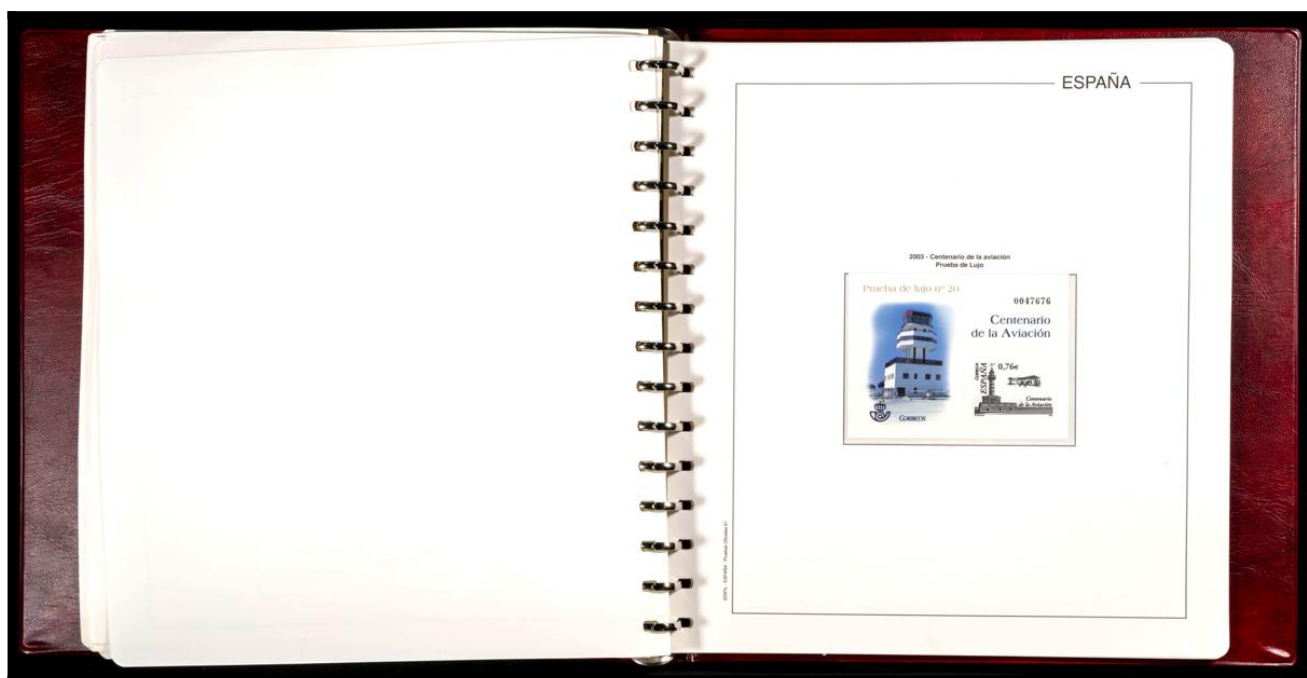 ESPAÑA
2003 - Centenario de la aviación
Prueba de Lujo
Prueba de lujo nº 20
0047676
Centenario
de la Aviación
CORREOS
CORREOS
ESPAÑA
0,76€
Centenario
de la Aviación